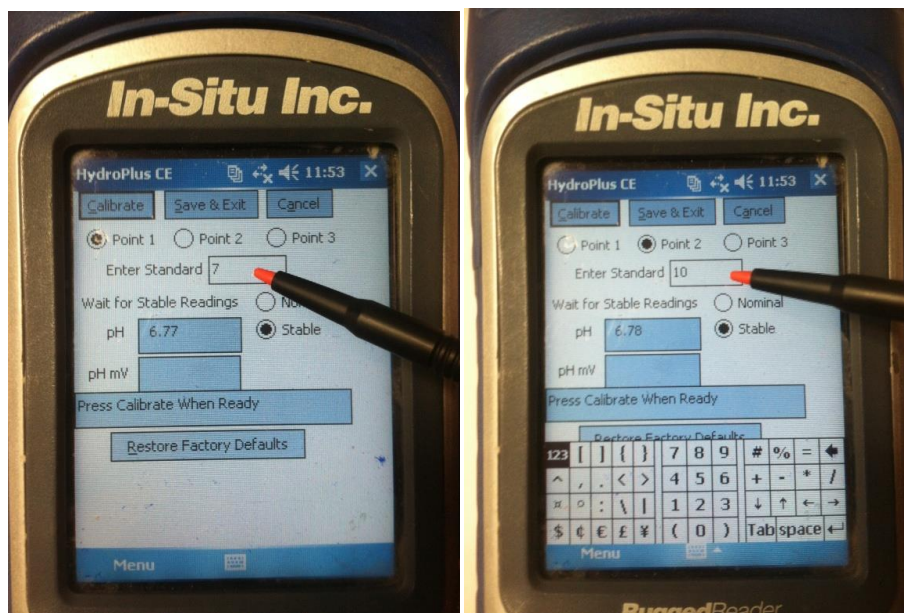 In-Situ Inc.
HydroPlus CE 11:53 X
Calibrate Save & Exit Cancel
Point 1 Point 2 Point 3
Enter Standard 7
Wait for Stable Readings
pH 6.77 Stable
pH mV
Press Calibrate When Ready
Restore Factory Defaults
Menu
In-Situ Inc.
HydroPlus CE 11:53 X
Calibrate Save & Exit Cancel
Point 1 Point 2 Point 3
Enter Standard 10
Wait for Stable Readings Nominal
pH 6.78 Stable
pH mV
Press Calibrate When Ready
Restore Factory Defaults
123 [ ] { } 7 8 9 # % = ←
^ , . < > 4 5 6 + - * /
¤ ° : \ | 1 2 3 ↓ ↑ ← →
$ ¢ € £ ¥ ( 0 ) Tab space ↵
Menu
RuggedReader